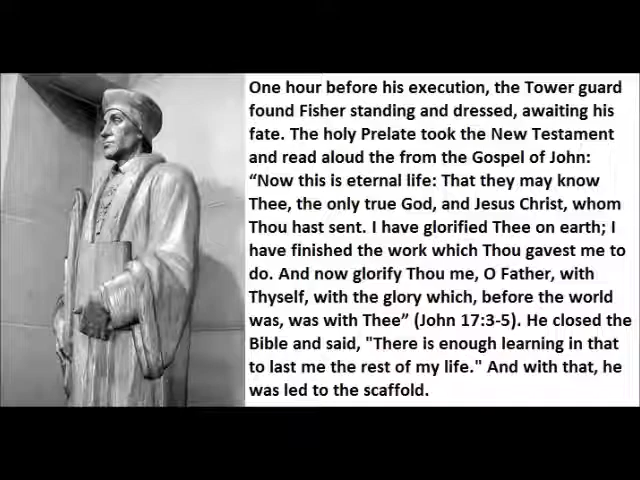 One hour before his execution, the Tower guard
found Fisher standing and dressed, awaiting his
fate. The holy Prelate took the New Testament
and read aloud the from the Gospel of John:
“Now this is eternal life: That they may know
Thee, the only true God, and Jesus Christ, whom
Thou hast sent. I have glorified Thee on earth; I
have finished the work which Thou gavest me to
do. And now glorify Thou me, O Father, with
Thyself, with the glory which, before the world
was, was with Thee” (John 17:3-5). He closed the
Bible and said, "There is enough learning in that
to last me the rest of my life." And with that, he
was led to the scaffold.